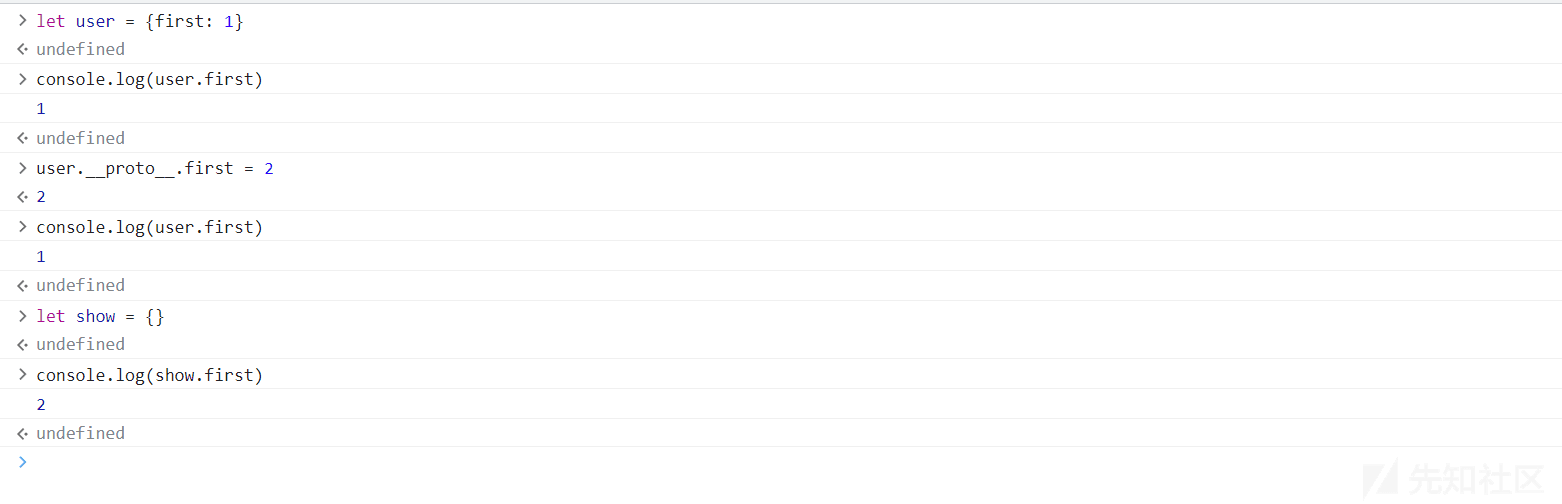 > let user = {first: 1}
<· undefined
> console.log(user.first)
1
<· undefined
> user.__proto__.first = 2
<· 2
> console.log(user.first)
1
<· undefined
> let show = {}
<· undefined
> console.log(show.first)
2
<· undefined
>
先知社区